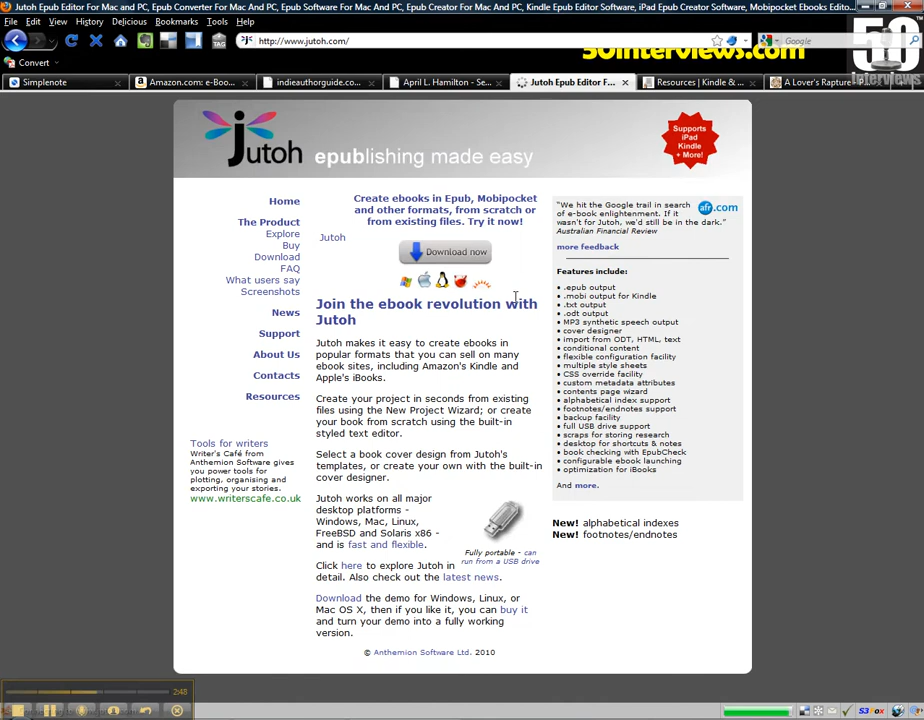 Jutoh Epub Editor For Mac and PC, Epub Converter For Mac And PC, Epub Software For Mac And PC, Epub Creator For Mac And PC, Kindle Epub Editor Software, iPad Epub Creator Software, Mobipocket Ebooks Edito...
File Edit View History Delicious Bookmarks Tools Help
http://www.jutoh.com/
Google
50interviews.com
50
interviews
Convert
Simplenote
Amazon.com: e-Boo...
indieauthorguide.co...
April L. Hamilton - Se...
Jutoh Epub Editor F...
Resources | Kindle & ...
A Lover's Rapture
Jutoh
epublishing made easy
Supports
iPad
Kindle
+ More!
Home
The Product
Explore
Buy
Download
FAQ
What users say
Screenshots
News
Support
About Us
Contacts
Resources
Tools for writers
Writer's Café from
Anthemion Software gives
you power tools for
plotting, organising and
exporting your stories.
www.writerscafe.co.uk
Create ebooks in Epub, Mobipocket
and other formats, from scratch or
from existing files. Try it now!
Jutoh
Download now
Join the ebook revolution with
Jutoh
Jutoh makes it easy to create ebooks in
popular formats that you can sell on many
ebook sites, including Amazon's Kindle and
Apple's iBooks.
Create your project in seconds from existing
files using the New Project Wizard; or create
your book from scratch using the built-in
styled text editor.
Select a book cover design from Jutoh's
templates, or create your own with the built-in
cover designer.
Jutoh works on all major
desktop platforms -
Windows, Mac, Linux,
FreeBSD and Solaris x86 -
and is fast and flexible.
Fully portable - can
run from a USB drive
Click here to explore Jutoh in
detail. Also check out the latest news.
Download the demo for Windows, Linux, or
Mac OS X, then if you like it, you can buy it
and turn your demo into a fully working
version.
© Anthemion Software Ltd. 2010
“We hit the Google trail in search
of e-book enlightenment. If it
wasn't for Jutoh, we'd still be in the dark.”
Australian Financial Review
afr.com
more feedback
Features include:
• .epub output
• .mobi output for Kindle
• .txt output
• .odt output
• MP3 synthetic speech output
• cover designer
• import from ODT, HTML, text
• conditional content
• flexible configuration facility
• multiple style sheets
• CSS override facility
• custom metadata attributes
• contents page wizard
• alphabetical index support
• footnotes/endnotes support
• backup facility
• full USB drive support
• scraps for storing research
• desktop for shortcuts & notes
• book checking with EpubCheck
• configurable ebook launching
• optimization for iBooks
And more.
New! alphabetical indexes
New! footnotes/endnotes
2:48
S3Fox